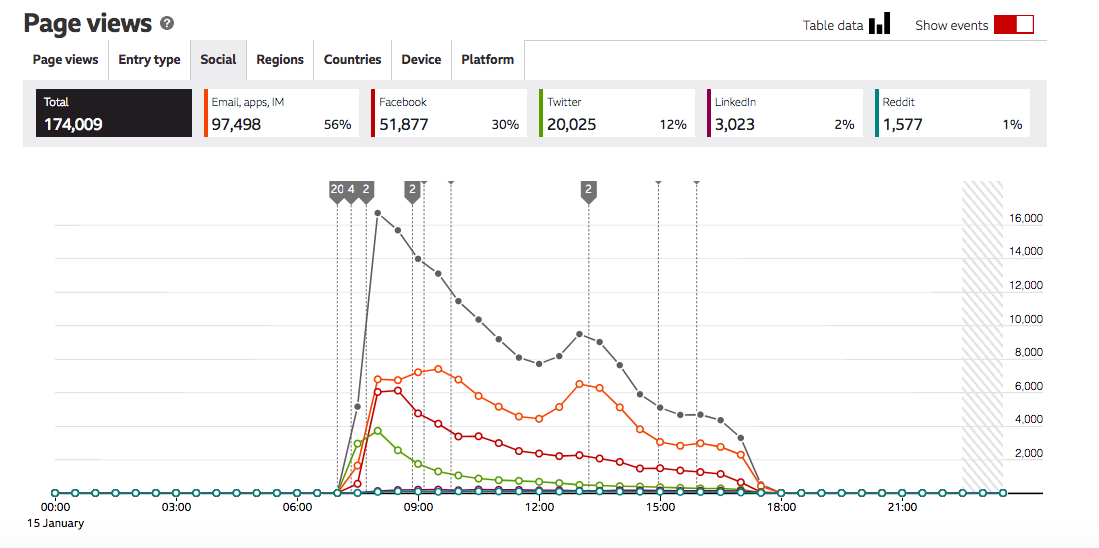 Page views ?
Table data Show events
Page views Entry type Social Regions Countries Device Platform
Total Email, apps, IM Facebook Twitter LinkedIn Reddit
174,009 97,498 56% 51,877 30% 20,025 12% 3,023 2% 1,577 1%
20 4 2 2 2
16,000
14,000
12,000
10,000
8,000
6,000
4,000
2,000
00:00 03:00 06:00 09:00 12:00 15:00 18:00 21:00
15 January